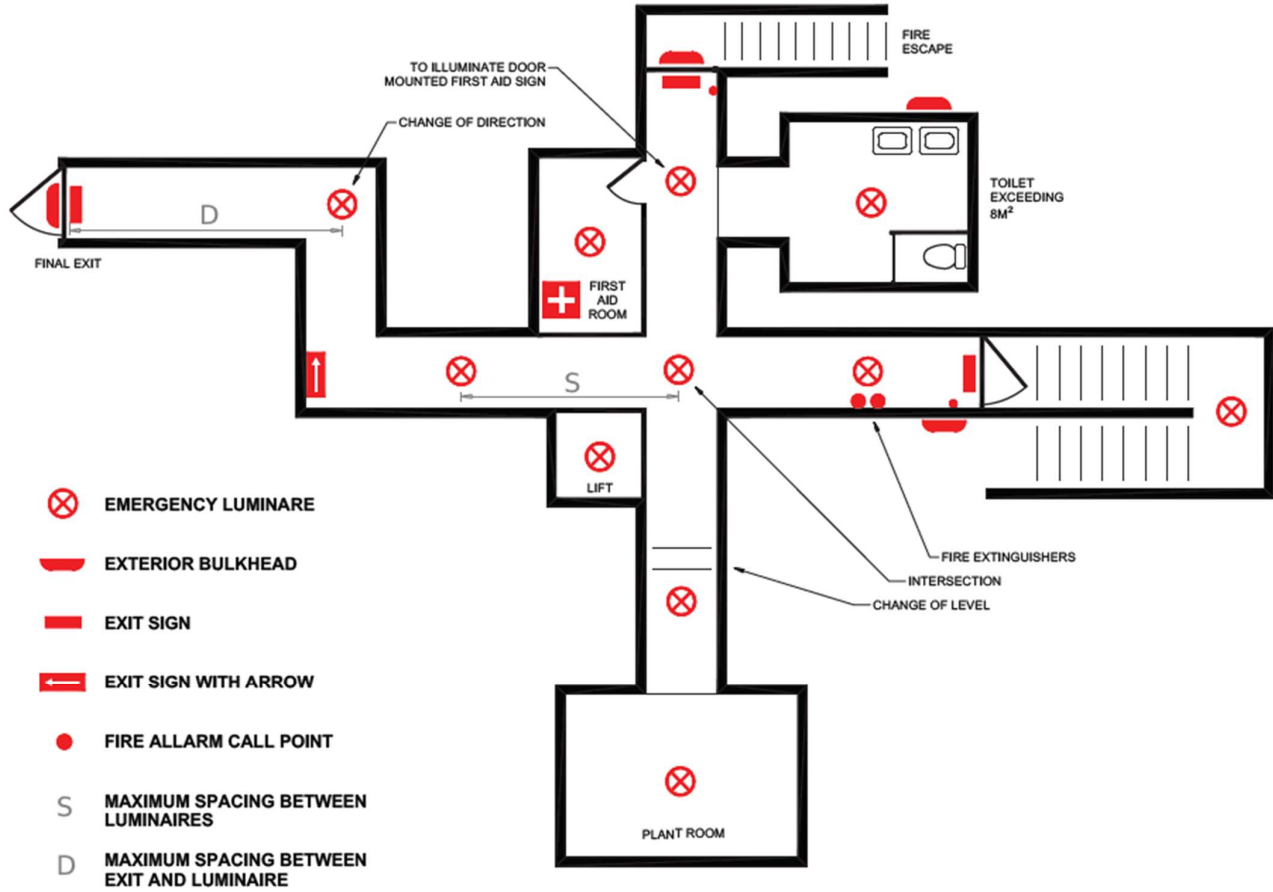 FIRE
ESCAPE
TO ILLUMINATE DOOR
MOUNTED FIRST AID SIGN
CHANGE OF DIRECTION
TOILET
EXCEEDING
8M²
D
FINAL EXIT
FIRST
AID
ROOM
S
LIFT
EMERGENCY LUMINARE
EXTERIOR BULKHEAD
EXIT SIGN
EXIT SIGN WITH ARROW
FIRE ALLARM CALL POINT
S
MAXIMUM SPACING BETWEEN
LUMINAIRES
D
MAXIMUM SPACING BETWEEN
EXIT AND LUMINAIRE
FIRE EXTINGUISHERS
INTERSECTION
CHANGE OF LEVEL
PLANT ROOM